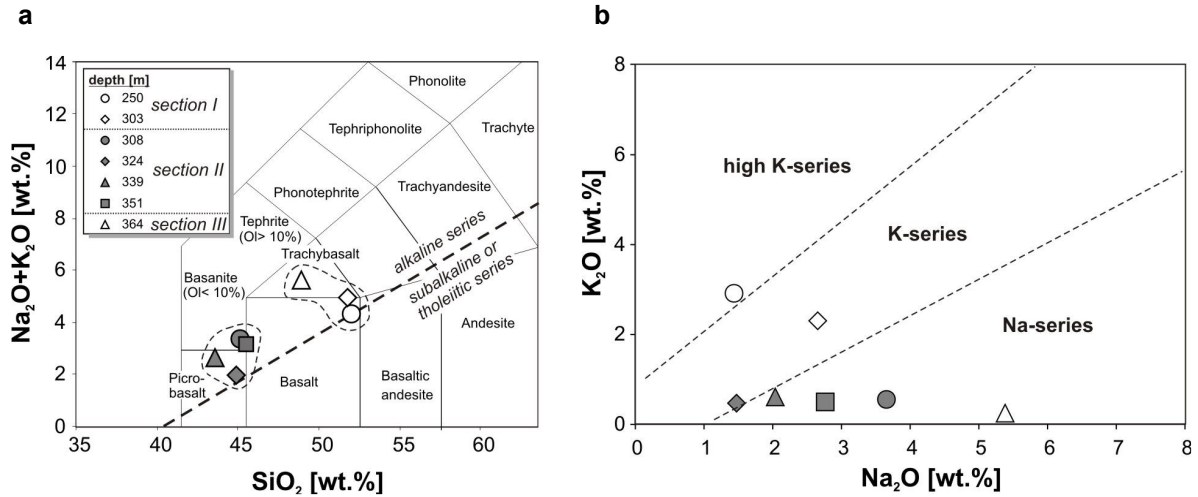 a
Na₂O+K₂O [wt.%]
14
12
10
8
6
4
2
0
depth [m]
250
section I
303
308
324
section II
339
351
364
section III
Phonolite
Tephriphonolite
Trachyte
Phonotephrite
Trachyandesite
Tephrite
(Ol> 10%)
Trachybasalt
Basanite
(Ol< 10%)
alkaline series
subalkaline or
tholeiitic series
Andesite
Picro-
basalt
Basalt
Basaltic
andesite
35
40
45
50
55
60
SiO₂ [wt.%]
b
K₂O [wt.%]
8
6
4
2
0
high K-series
K-series
Na-series
0
1
2
3
4
5
6
7
8
Na₂O [wt.%]